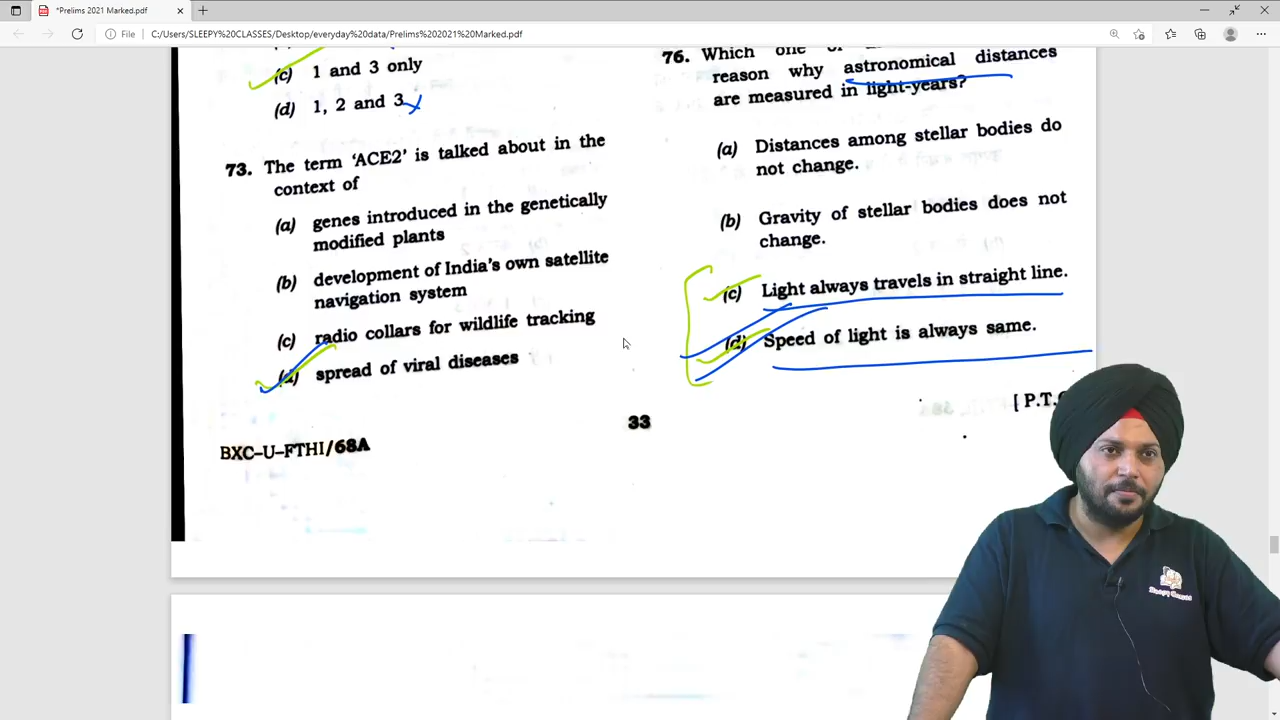 *Prelims 2021 Marked.pdf
File
C:/Users/SLEEPY%20CLASSES/Desktop/everyday%20data/Prelims%202021%20Marked.pdf
(c) 1 and 3 only
(d) 1, 2 and 3
73. The term ‘ACE2’ is talked about in the
context of
(a) genes introduced in the genetically
modified plants
(b) development of India’s own satellite
navigation system
(c) radio collars for wildlife tracking
(d) spread of viral diseases
BXC–U–FTHI/68A
33
76. Which one
reason why astronomical distances
are measured in light-years?
(a) Distances among stellar bodies do
not change.
(b) Gravity of stellar bodies does not
change.
(c) Light always travels in straight line.
(d) Speed of light is always same.
[ P.T.
Sleepy Classes